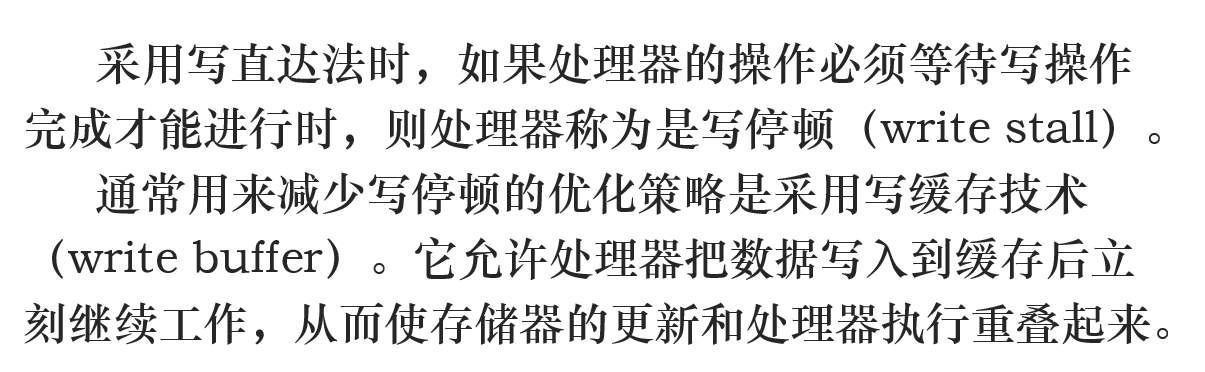 采用写直达法时，如果处理器的操作必须等待写操作
完成才能进行时，则处理器称为是写停顿（write stall）。
通常用来减少写停顿的优化策略是采用写缓存技术
（write buffer）。它允许处理器把数据写入到缓存后立
刻继续工作，从而使存储器的更新和处理器执行重叠起来。